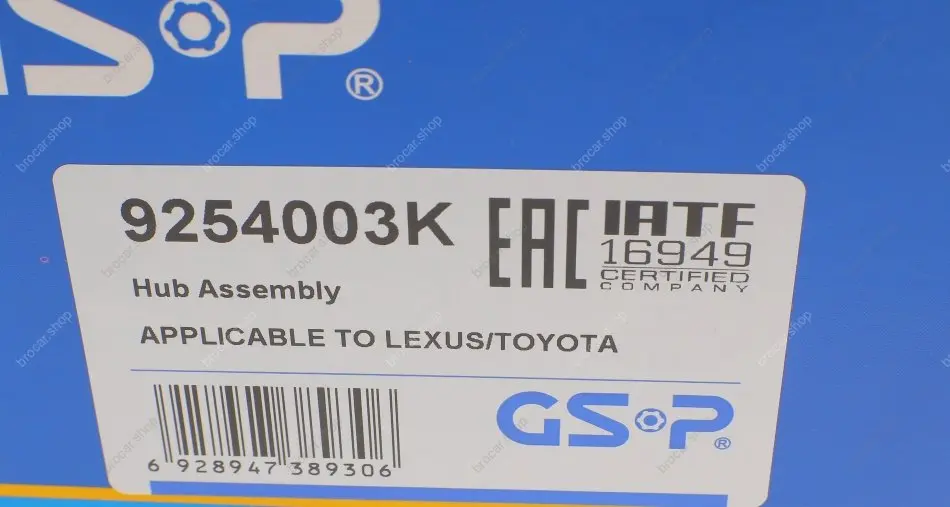 GSP®
9254003K
EAC
IATF
16949
CERTIFIED
COMPANY
Hub Assembly
APPLICABLE TO LEXUS/TOYOTA
6 928947 389306
GSP®
brocar.shop